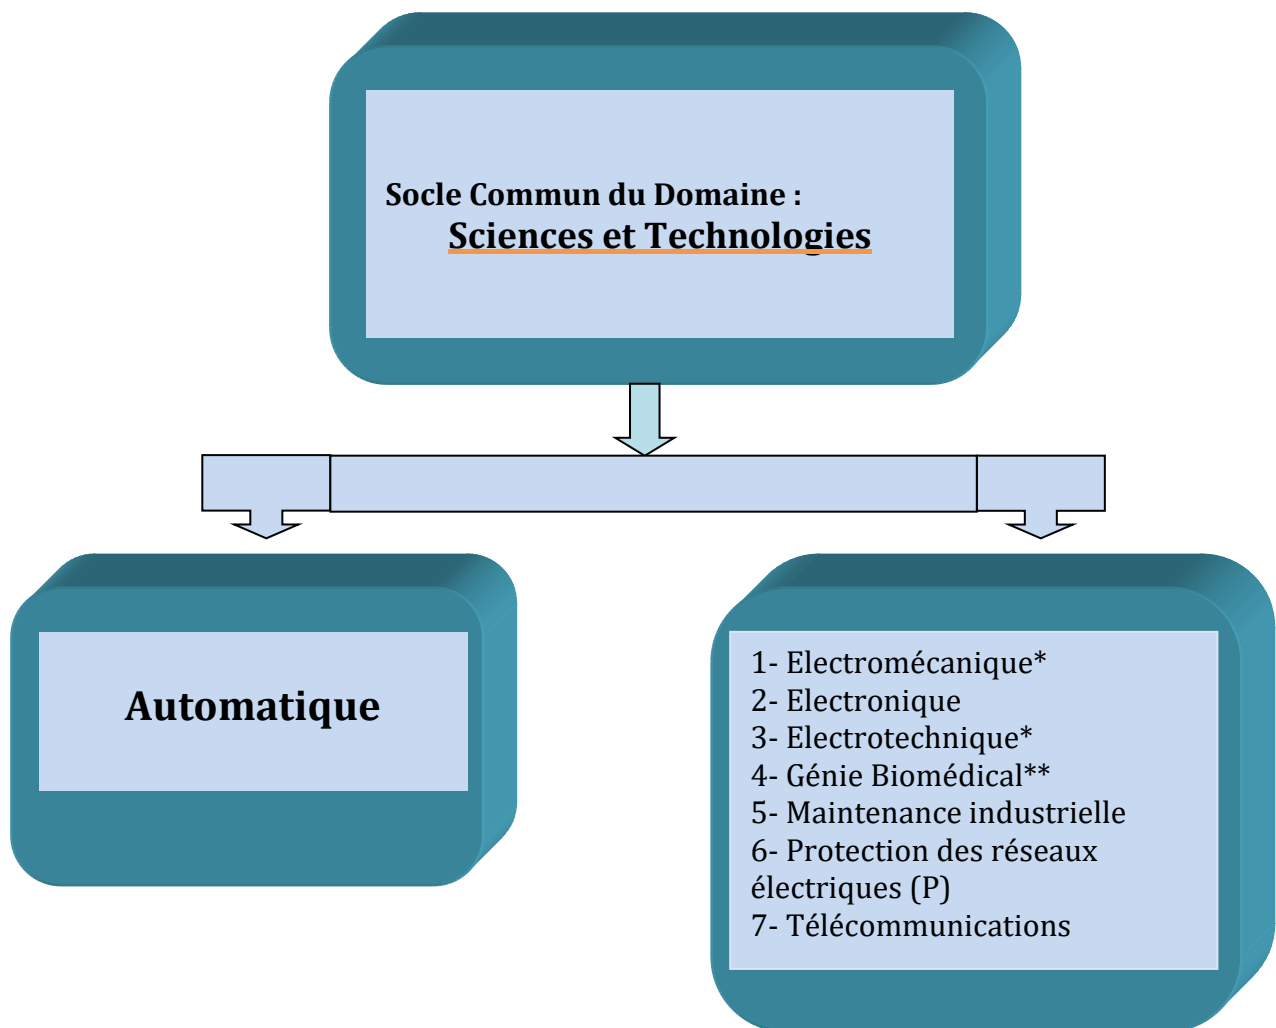 Socle Commun du Domaine :
Sciences et Technologies
Automatique
1- Electromécanique*
2- Electronique
3- Electrotechnique*
4- Génie Biomédical**
5- Maintenance industrielle
6- Protection des réseaux
électriques (P)
7- Télécommunications